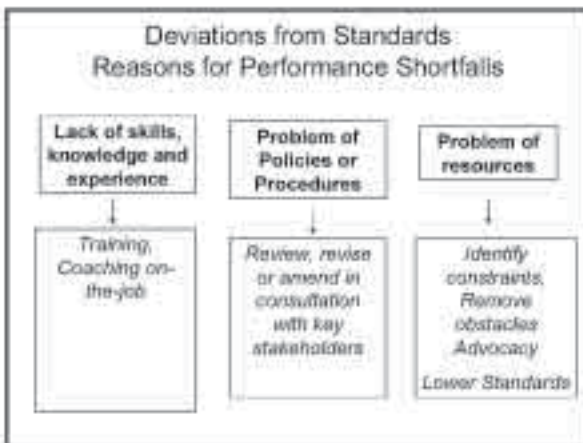 Deviations from Standards
Reasons for Performance Shortfalls
Lack of skills,
knowledge and
experience
Training,
Coaching on-
the-job
Problem of
Policies or
Procedures
Review, revise
or amend in
consultation
with key
stakeholders
Problem of
resources
Identify
constraints,
Remove
obstacles
Advocacy
Lower Standards